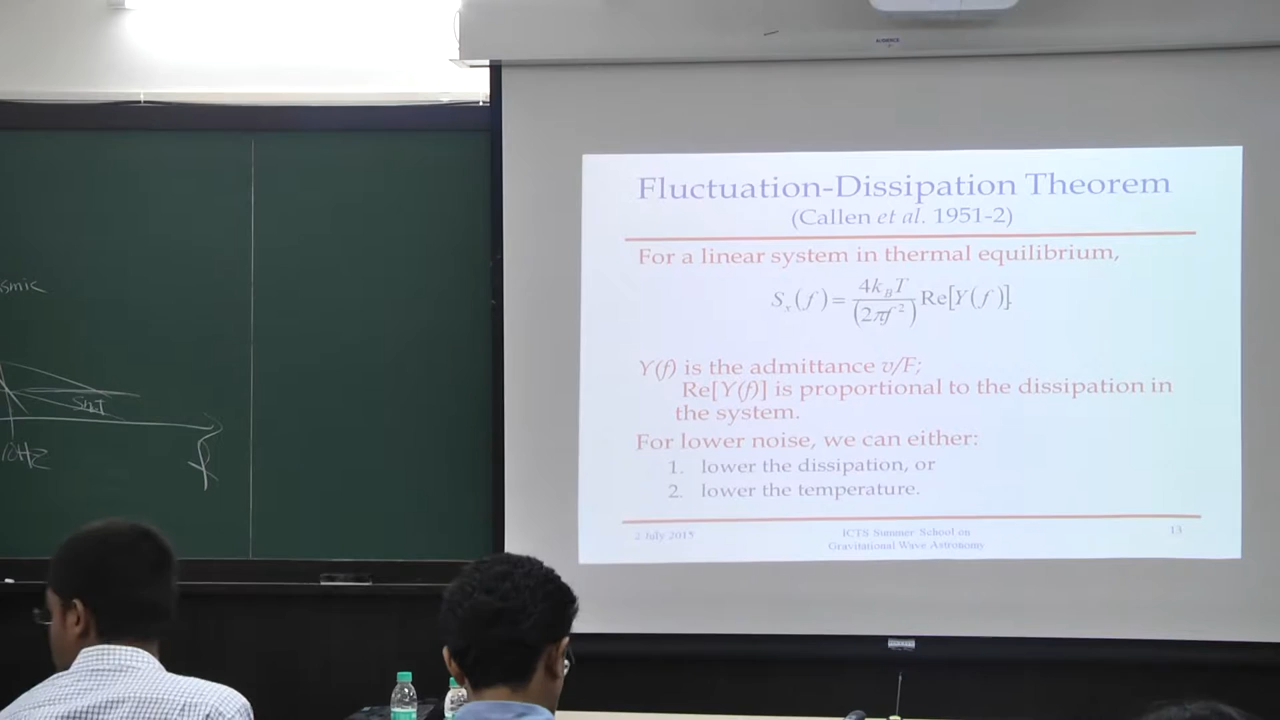 smic
Shot
10Hz
f
AUDIENCE
Fluctuation-Dissipation Theorem
(Callen et al. 1951-2)
For a linear system in thermal equilibrium,
S_x(f) = 4k_BT / (2πf²) Re[Y(f)].
Y(f) is the admittance v/F;
Re[Y(f)] is proportional to the dissipation in
the system.
For lower noise, we can either:
1. lower the dissipation, or
2. lower the temperature.
2 July 2015
ICTS Summer School on
Gravitational Wave Astronomy
13